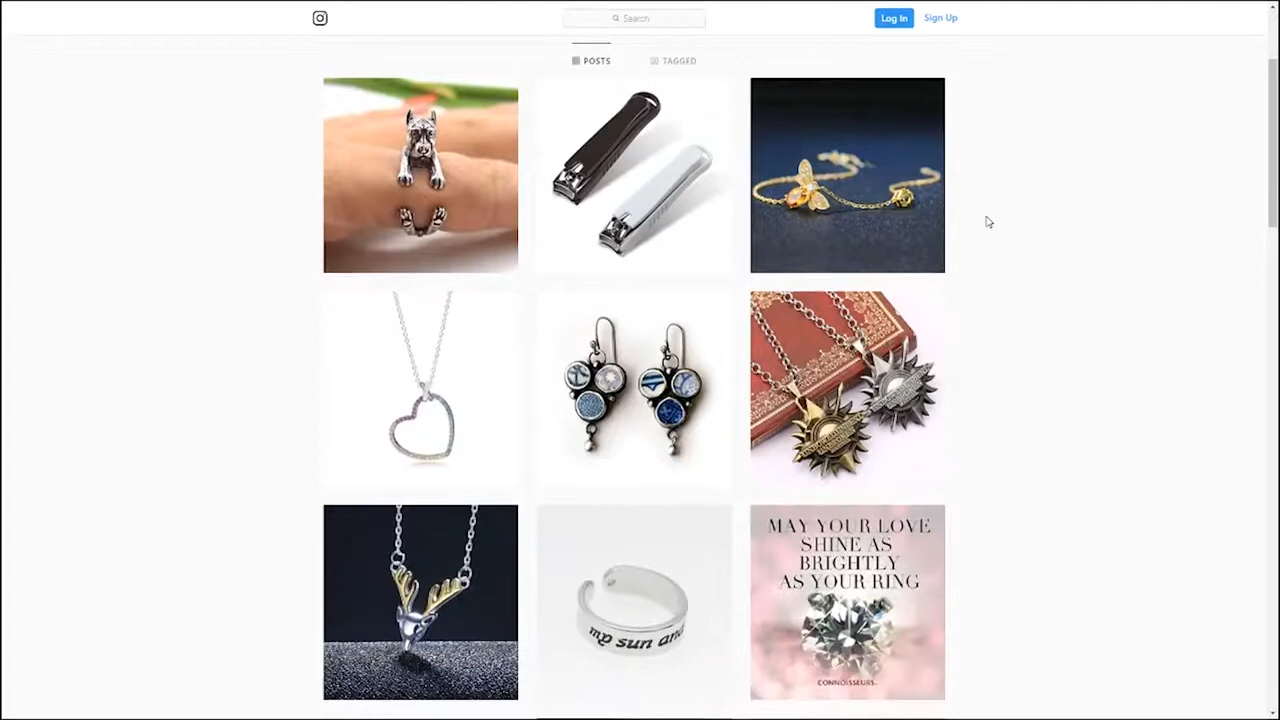 Search
Log In
Sign Up
POSTS
TAGGED
my sun and
MAY YOUR LOVE
SHINE AS
BRIGHTLY
AS YOUR RING
CONNOISSEURS.